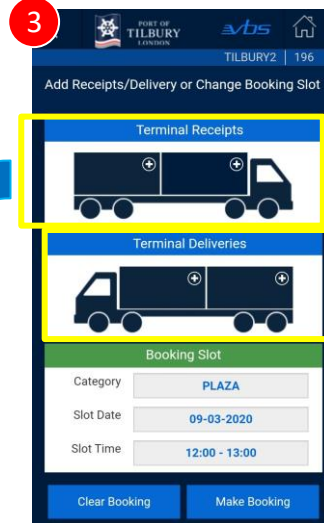 3
PORT OF
TILBURY
LONDON
vbs
TILBURY2 | 196
Add Receipts/Delivery or Change Booking Slot
Terminal Receipts
Terminal Deliveries
Booking Slot
Category PLAZA
Slot Date 09-03-2020
Slot Time 12:00 - 13:00
Clear Booking Make Booking